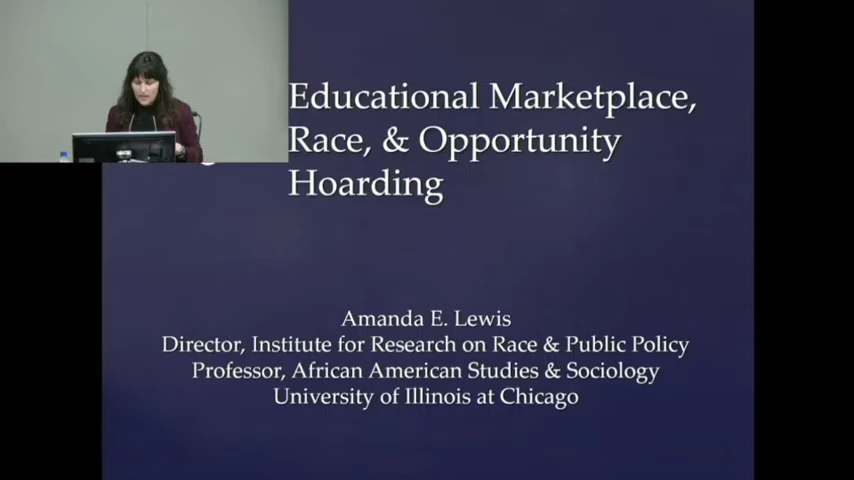 Educational Marketplace,
Race, & Opportunity
Hoarding
Amanda E. Lewis
Director, Institute for Research on Race & Public Policy
Professor, African American Studies & Sociology
University of Illinois at Chicago